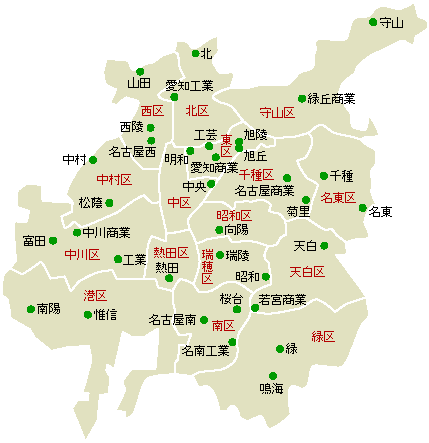 守山
北
山田
愛知工業
緑丘商業
西区
北区
守山区
西陵
工芸
旭陵
東区
名古屋西
明和
旭丘
中村
愛知商業
中村区
千種区
千種
中央
名古屋商業
名東区
松蔭
中区
菊里
名東
昭和区
中川商業
向陽
富田
天白
中川区
熱田区
瑞穂区
瑞陵
工業
熱田
天白区
昭和
港区
桜台
若宮商業
南陽
惟信
名古屋南
南区
緑区
名南工業
緑
鳴海